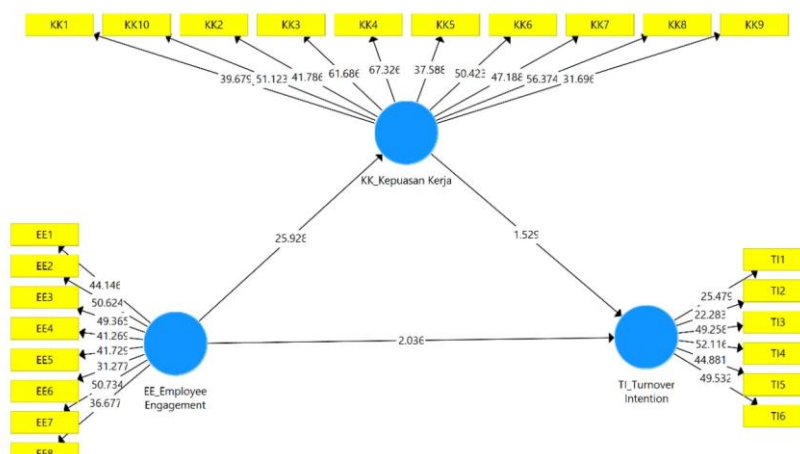 KK1 KK10 KK2 KK3 KK4 KK5 KK6 KK7 KK8 KK9
39.679 51.123 41.786 61.686 67.326 37.588 50.423 47.188 56.374 31.696
KK_Kepuasan Kerja
25.928
1.529
EE1
EE2
EE3
EE4
EE5
EE6
EE7
EE8
44.146
50.624
49.365
41.269
41.729
31.277
50.734
36.677
EE_Employee
Engagement
2.036
TI_Turnover
Intention
25.479
22.283
49.258
52.116
44.881
49.532
TI1
TI2
TI3
TI4
TI5
TI6